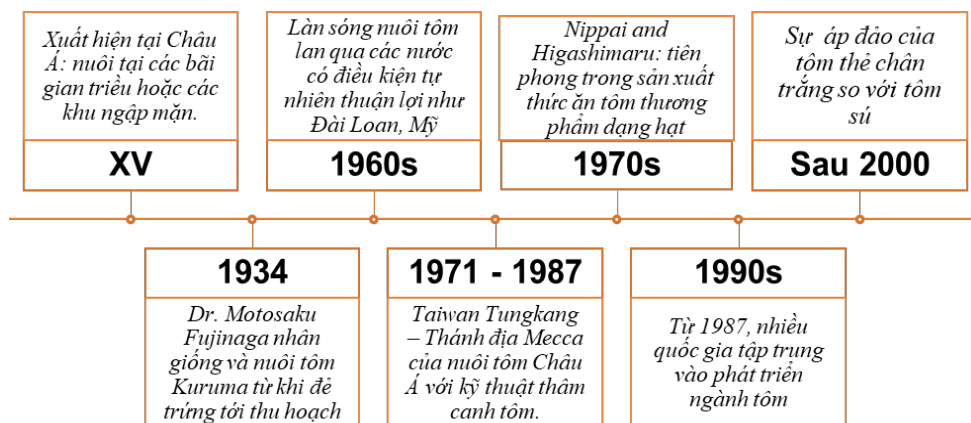 Xuất hiện tại Châu
Á: nuôi tại các bãi
gian triều hoặc các
khu ngập mặn.
XV
1934
Dr. Motosaku
Fujinaga nhân
giống và nuôi tôm
Kuruma từ khi đẻ
trứng tới thu hoạch
Làn sóng nuôi tôm
lan qua các nước
có điều kiện tự
nhiên thuận lợi như
Đài Loan, Mỹ
1960s
1971 - 1987
Taiwan Tungkang
– Thánh địa Mecca
của nuôi tôm Châu
Á với kỹ thuật thâm
canh tôm.
Nippai and
Higashimaru: tiên
phong trong sản xuất
thức ăn tôm thương
phẩm dạng hạt
1970s
1990s
Từ 1987, nhiều
quốc gia tập trung
vào phát triển
ngành tôm
Sự áp đảo của
tôm thẻ chân
trắng so với tôm
sú
Sau 2000